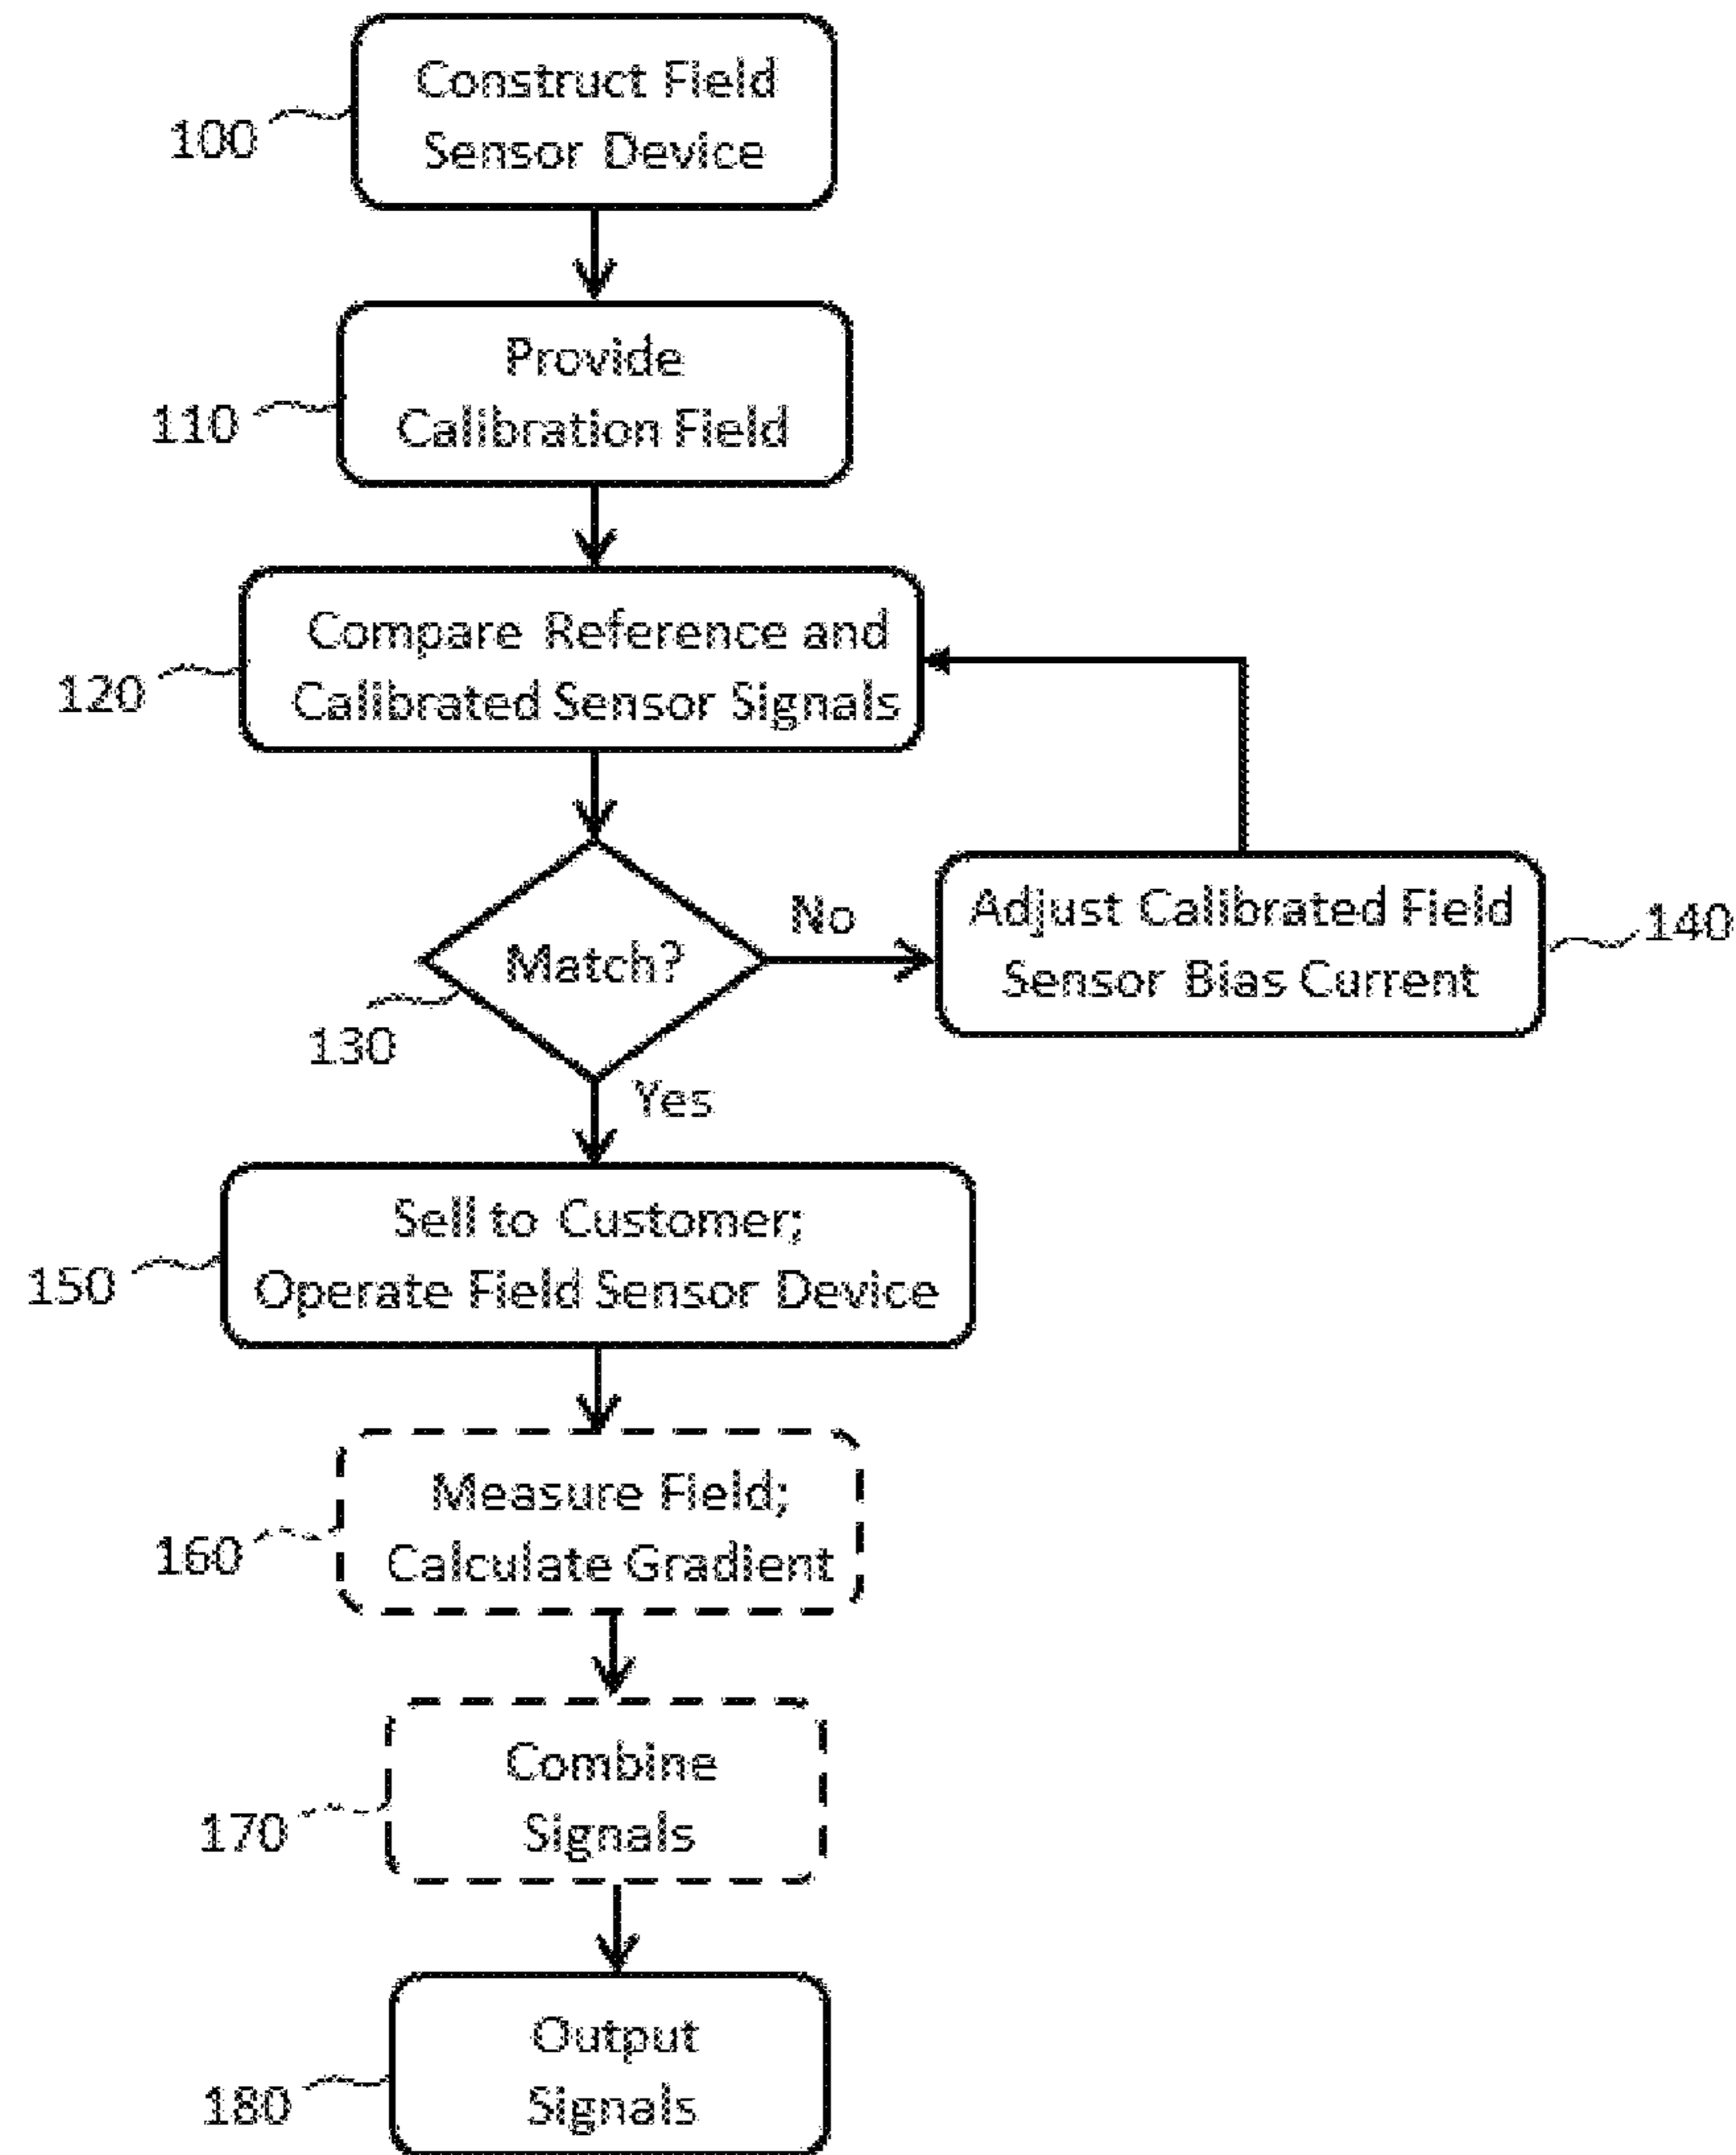 Construct Field
Sensor Device
100
Provide
Calibration Field
110
Compare Reference and
Calibrated Sensor Signals
120
Match?
130
No
Adjust Calibrated Field
Sensor Bias Current
140
Yes
Sell to Customer;
Operate Field Sensor Device
150
Measure Field;
Calculate Gradient
160
Combine
Signals
170
Output
Signals
180